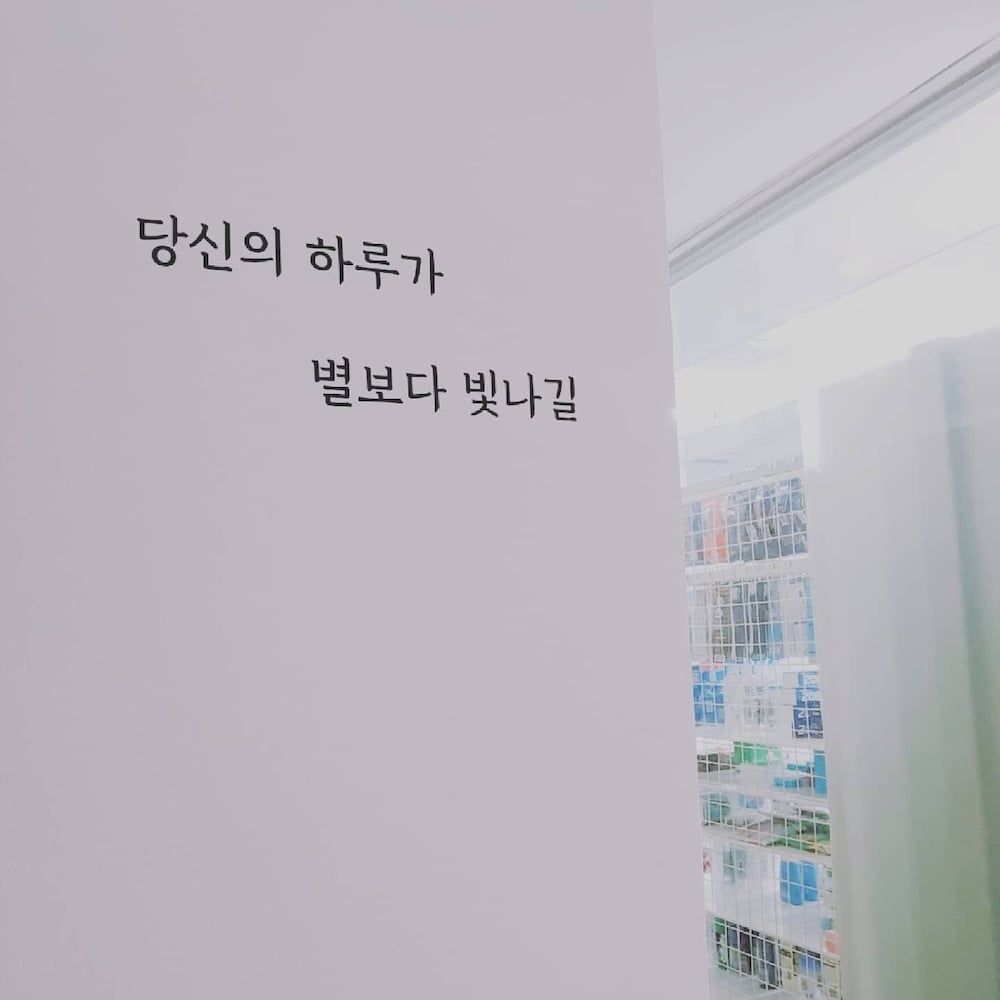 당신의 하루가
별보다 빛나길